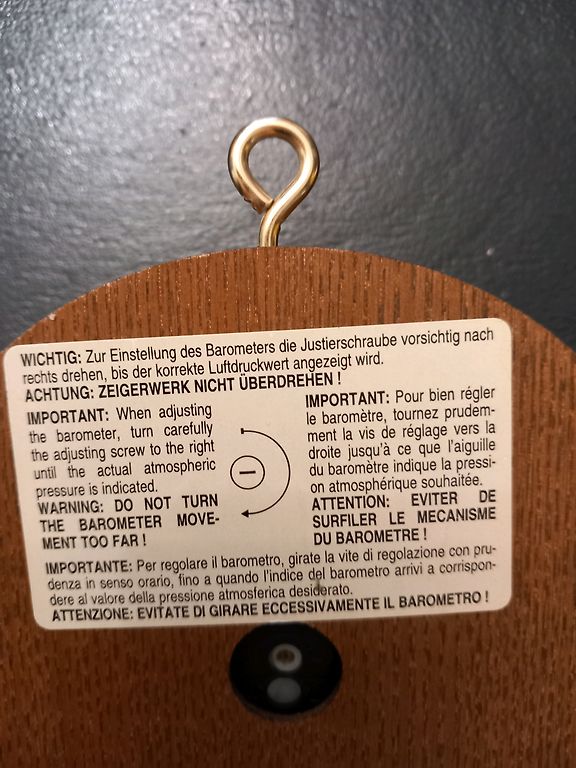 WICHTIG: Zur Einstellung des Barometers die Justierschraube vorsichtig nach
rechts drehen, bis der korrekte Luftdruckwert angezeigt wird.
ACHTUNG: ZEIGERWERK NICHT ÜBERDREHEN !
IMPORTANT: When adjusting
the barometer, turn carefully
the adjusting screw to the right
until the actual atmospheric
pressure is indicated.
WARNING: DO NOT TURN
THE BAROMETER MOVE-
MENT TOO FAR !
IMPORTANT: Pour bien régler
le baromètre, tournez prudem-
ment la vis de réglage vers la
droite jusqu'à ce que l'aiguille
du baromètre indique la pressi-
on atmosphérique souhaitée.
ATTENTION: EVITER DE
SURFILER LE MECANISME
DU BAROMETRE !
IMPORTANTE: Per regolare il barometro, girate la vite di regolazione con pru-
denza in senso orario, fino a quando l'indice del barometro arrivi a corrispon-
dere al valore della pressione atmosferica desiderato.
ATTENZIONE: EVITATE DI GIRARE ECCESSIVAMENTE IL BAROMETRO !